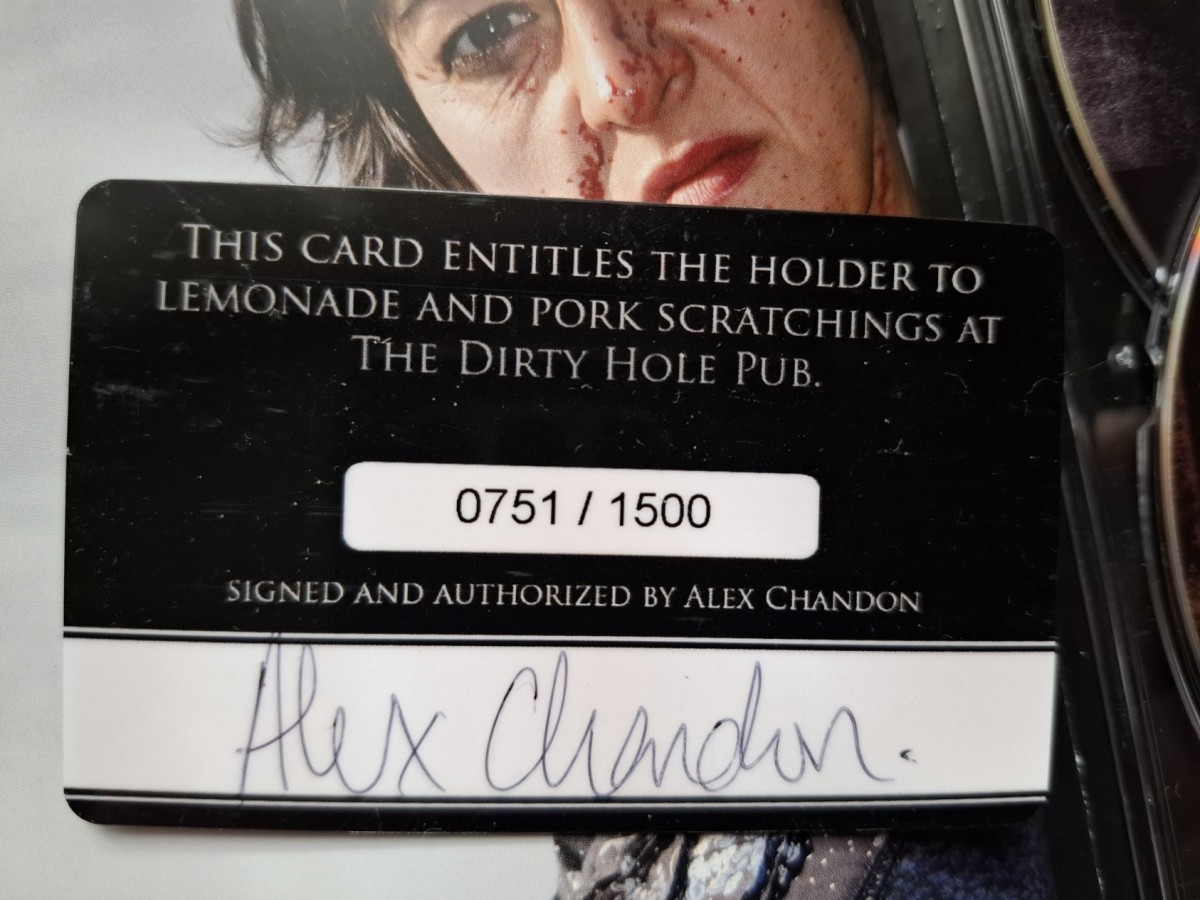 THIS CARD ENTITLES THE HOLDER TO
LEMONADE AND PORK SCRATCHINGS AT
THE DIRTY HOLE PUB.
0751 / 1500
SIGNED AND AUTHORIZED BY ALEX CHANDON
Alex Chandon.